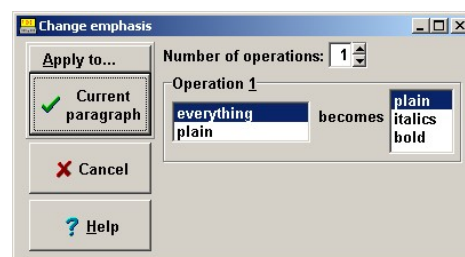 Change emphasis
Apply to...
Current
paragraph
Cancel
Help
Number of operations: 1
Operation 1
everything
plain
becomes
plain
italics
bold